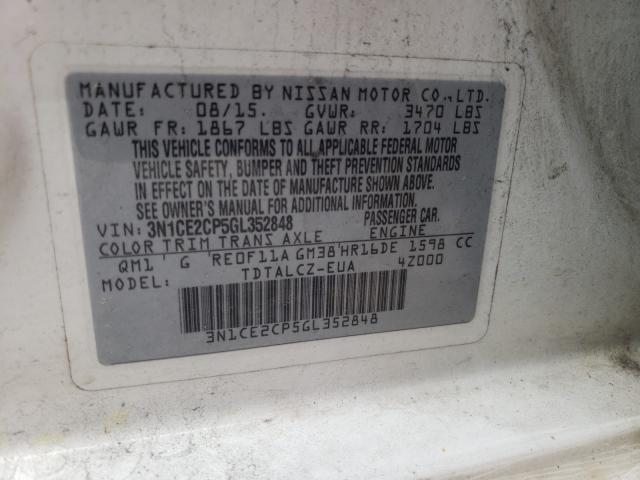 MANUFACTURED BY NISSAN MOTOR CO., LTD.
DATE: 08/15. GVWR: 3470 LBS
GAWR FR: 1867 LBS GAWR RR: 1704 LBS
THIS VEHICLE CONFORMS TO ALL APPLICABLE FEDERAL MOTOR
VEHICLE SAFETY, BUMPER AND THEFT PREVENTION STANDARDS
IN EFFECT ON THE DATE OF MANUFACTURE SHOWN ABOVE.
SEE OWNER'S MANUAL FOR ADDITIONAL INFORMATION.
VIN: 3N1CE2CP5GL352848 PASSENGER CAR.
COLOR TRIM TRANS AXLE ENGINE
QM1 ' G 'RE0F11A GM38'HR16DE 1598 CC
MODEL: TDTALCZ-EUA 4Z000
3N1CE2CP5GL352848